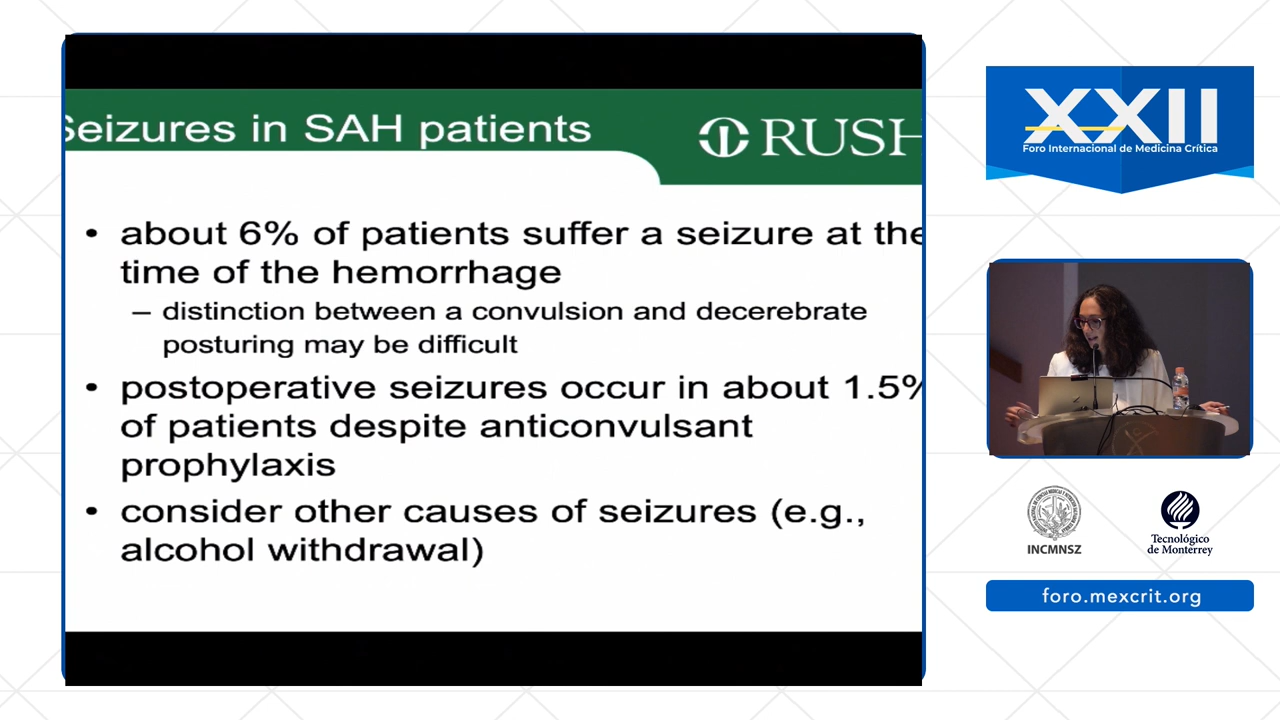 Seizures in SAH patients
RUSH
• about 6% of patients suffer a seizure at the
time of the hemorrhage
– distinction between a convulsion and decerebrate
posturing may be difficult
• postoperative seizures occur in about 1.5%
of patients despite anticonvulsant
prophylaxis
• consider other causes of seizures (e.g.,
alcohol withdrawal)
XXII
Foro Internacional de Medicina Crítica
INCMNSZ
Tecnológico
de Monterrey
foro.mexcrit.org